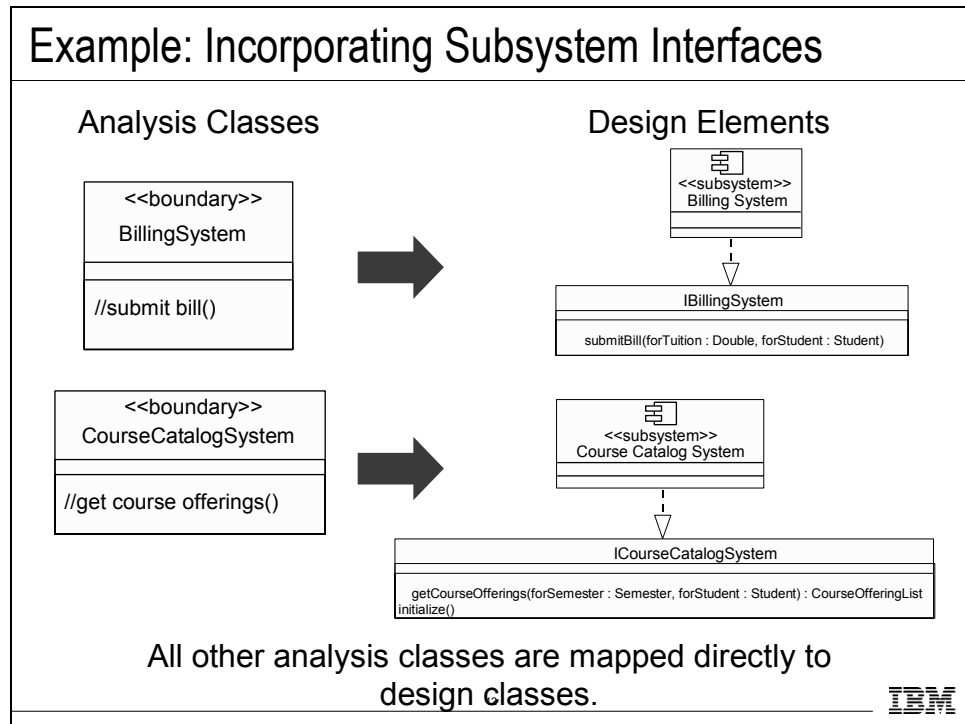 Example: Incorporating Subsystem Interfaces
Analysis Classes
Design Elements
<<boundary>>
BillingSystem
//submit bill()
<<subsystem>>
Billing System
IBillingSystem
submitBill(forTuition : Double, forStudent : Student)
<<boundary>>
CourseCatalogSystem
//get course offerings()
<<subsystem>>
Course Catalog System
ICourseCatalogSystem
getCourseOfferings(forSemester : Semester, forStudent : Student) : CourseOfferingList
initialize()
All other analysis classes are mapped directly to
design classes.
IBM